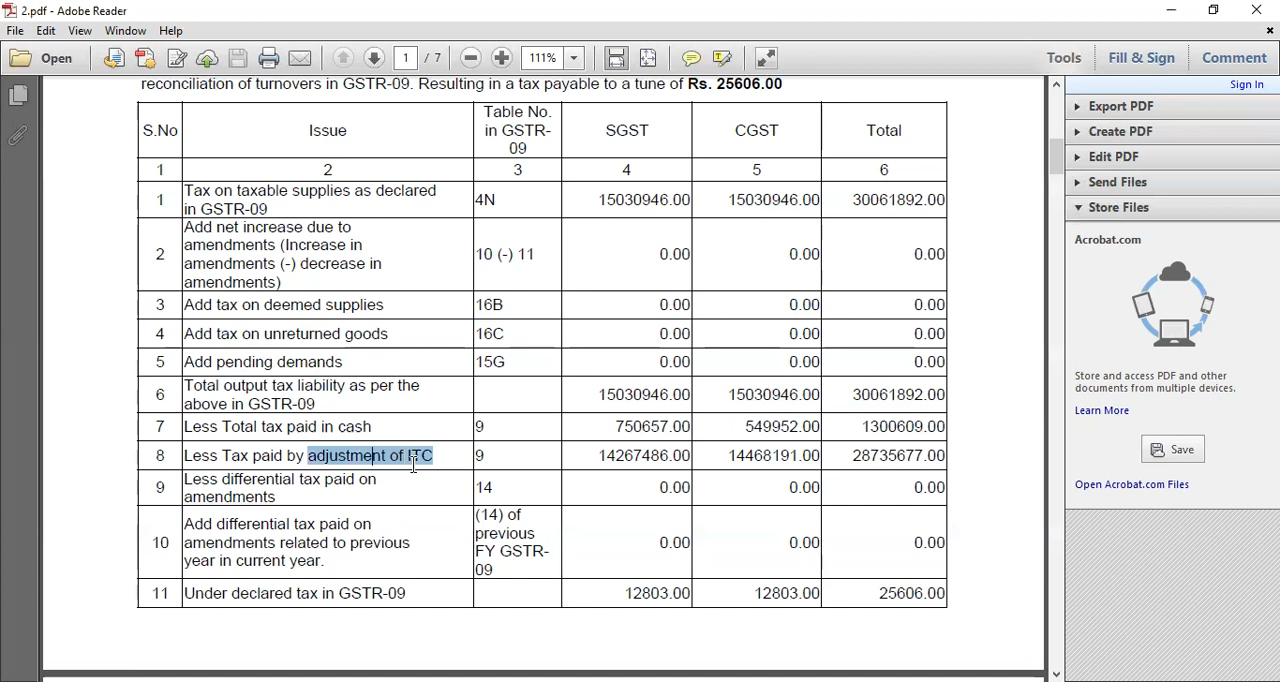 2.pdf - Adobe Reader
File Edit View Window Help
Open 1 / 7 111% Tools Fill & Sign Comment
Sign In
reconciliation of turnovers in GSTR-09. Resulting in a tax payable to a tune of Rs. 25606.00
S.No Issue Table No. in GSTR-09 SGST CGST Total
1 2 3 4 5 6
1 Tax on taxable supplies as declared in GSTR-09 4N 15030946.00 15030946.00 30061892.00
2 Add net increase due to amendments (Increase in amendments (-) decrease in amendments) 10 (-) 11 0.00 0.00 0.00
3 Add tax on deemed supplies 16B 0.00 0.00 0.00
4 Add tax on unreturned goods 16C 0.00 0.00 0.00
5 Add pending demands 15G 0.00 0.00 0.00
6 Total output tax liability as per the above in GSTR-09 15030946.00 15030946.00 30061892.00
7 Less Total tax paid in cash 9 750657.00 549952.00 1300609.00
8 Less Tax paid by adjustment of ITC 9 14267486.00 14468191.00 28735677.00
9 Less differential tax paid on amendments 14 0.00 0.00 0.00
10 Add differential tax paid on amendments related to previous year in current year. (14) of previous FY GSTR-09 0.00 0.00 0.00
11 Under declared tax in GSTR-09 12803.00 12803.00 25606.00
Export PDF
Create PDF
Edit PDF
Send Files
Store Files
Acrobat.com
Store and access PDF and other
documents from multiple devices.
Learn More
Save
Open Acrobat.com Files